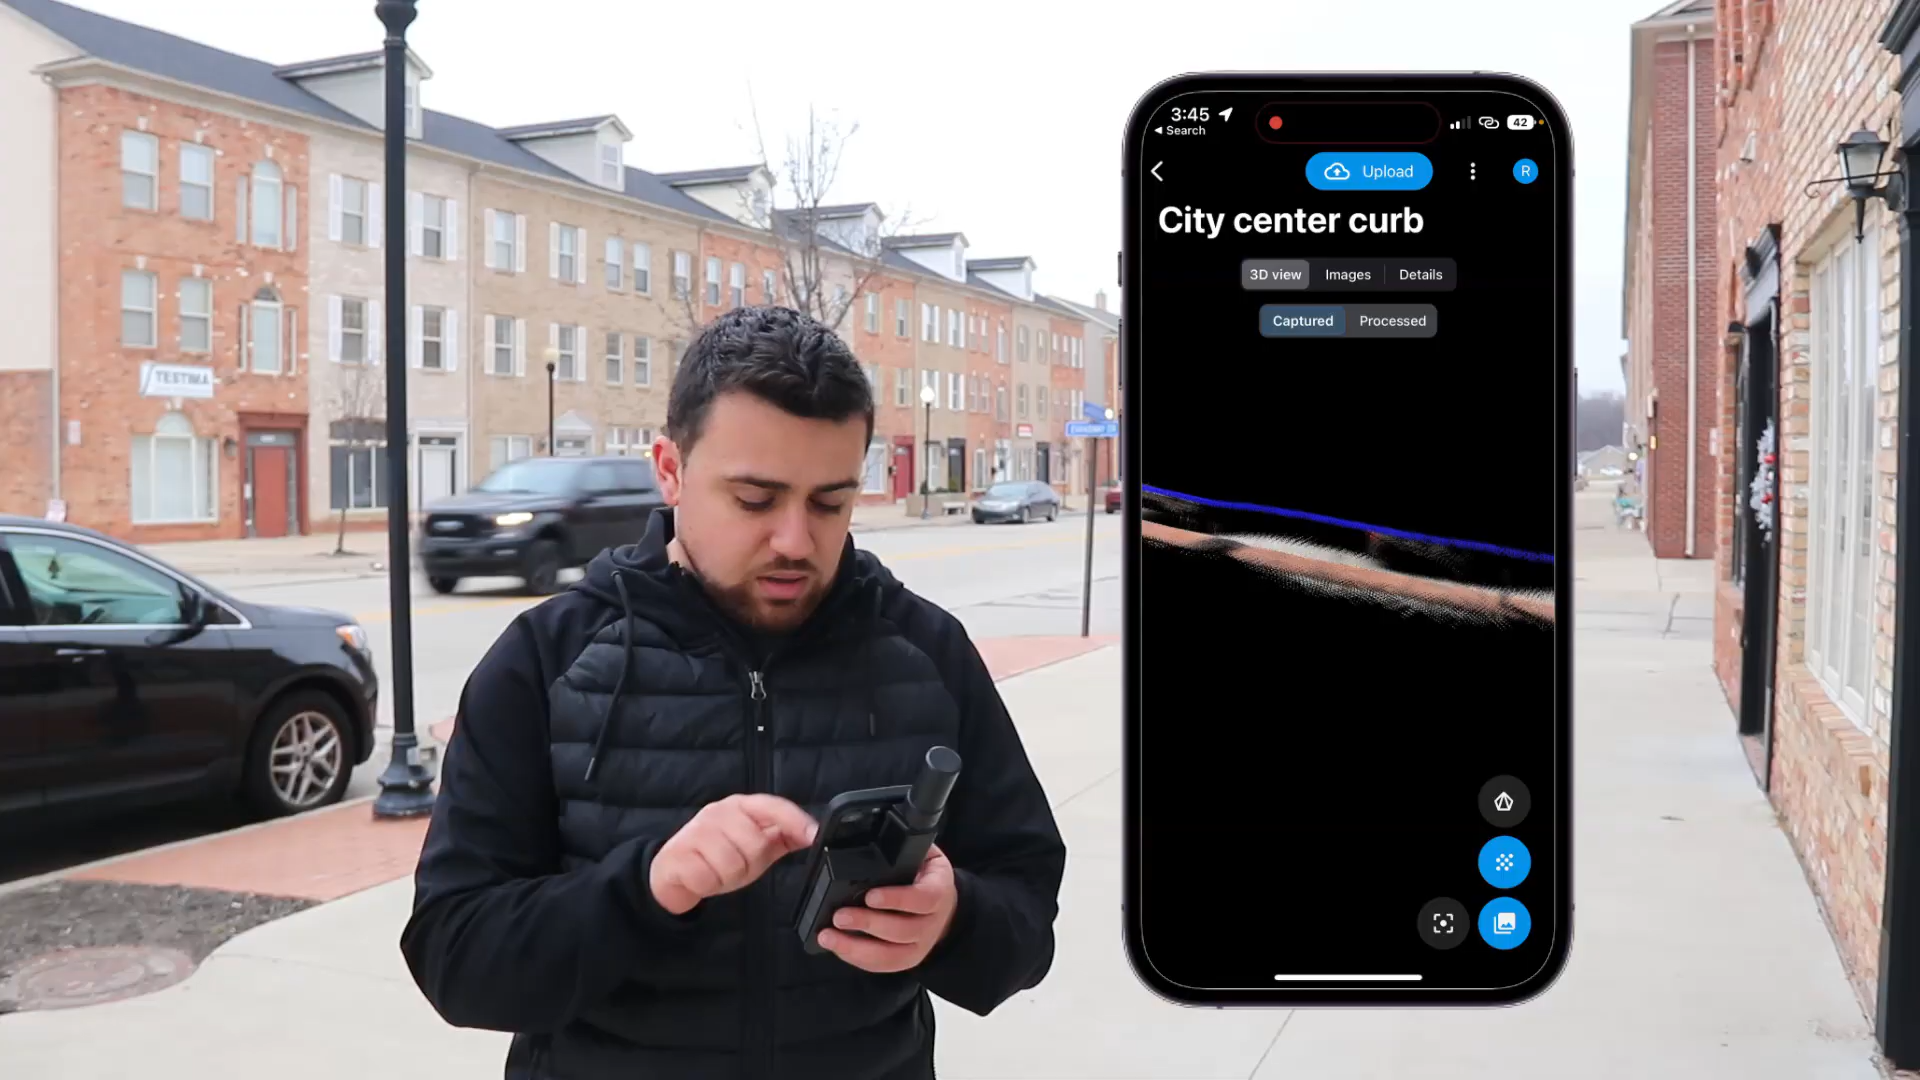 TESTIMA
3:45
Search
42
Upload
R
City center curb
3D view Images Details
Captured Processed